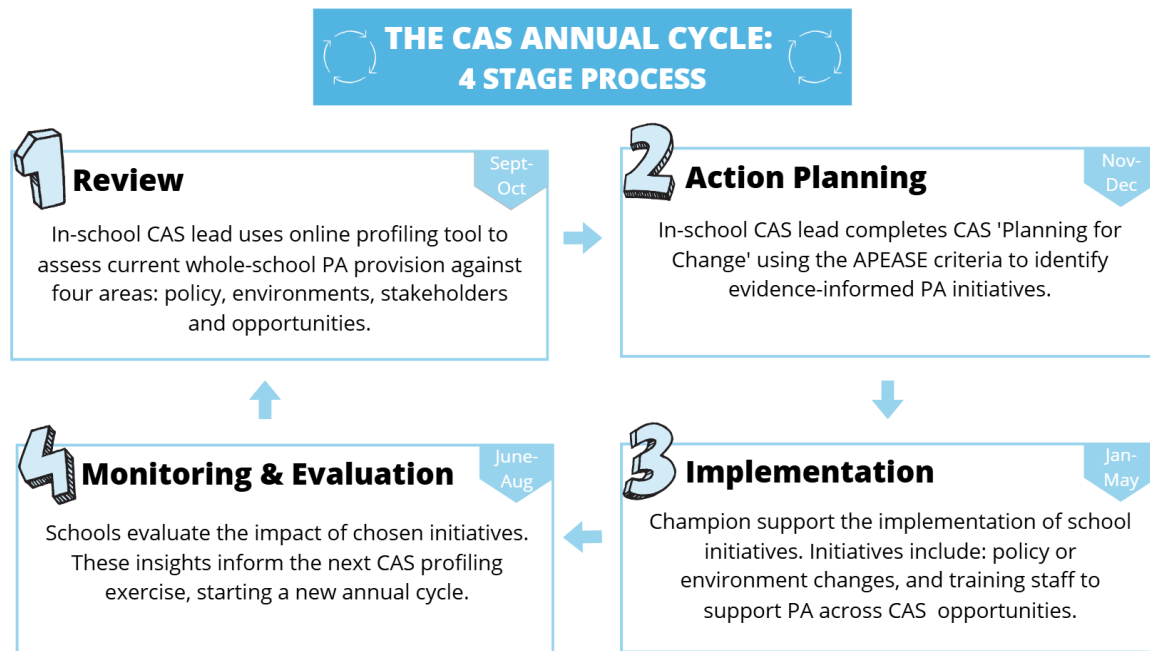 THE CAS ANNUAL CYCLE:
4 STAGE PROCESS
1
Review
Sept-
Oct
In-school CAS lead uses online profiling tool to
assess current whole-school PA provision against
four areas: policy, environments, stakeholders
and opportunities.
2
Action Planning
Nov-
Dec
In-school CAS lead completes CAS 'Planning for
Change' using the APEASE criteria to identify
evidence-informed PA initiatives.
3
Implementation
Jan-
May
Champion support the implementation of school
initiatives. Initiatives include: policy or
environment changes, and training staff to
support PA across CAS  opportunities.
4
Monitoring & Evaluation
June-
Aug
Schools evaluate the impact of chosen initiatives.
These insights inform the next CAS profiling
exercise, starting a new annual cycle.